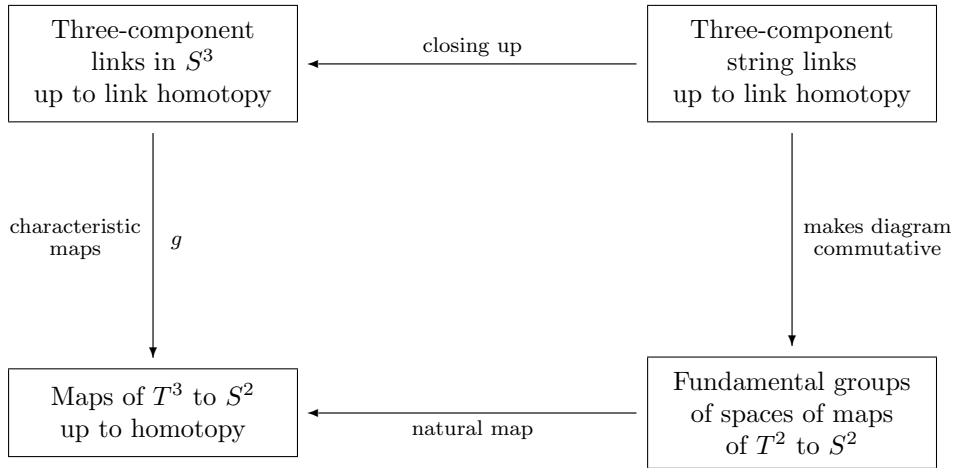 Three-component
links in S³
up to link homotopy
closing up
Three-component
string links
up to link homotopy
characteristic
maps
g
makes diagram
commutative
Maps of T³ to S²
up to homotopy
natural map
Fundamental groups
of spaces of maps
of T² to S²